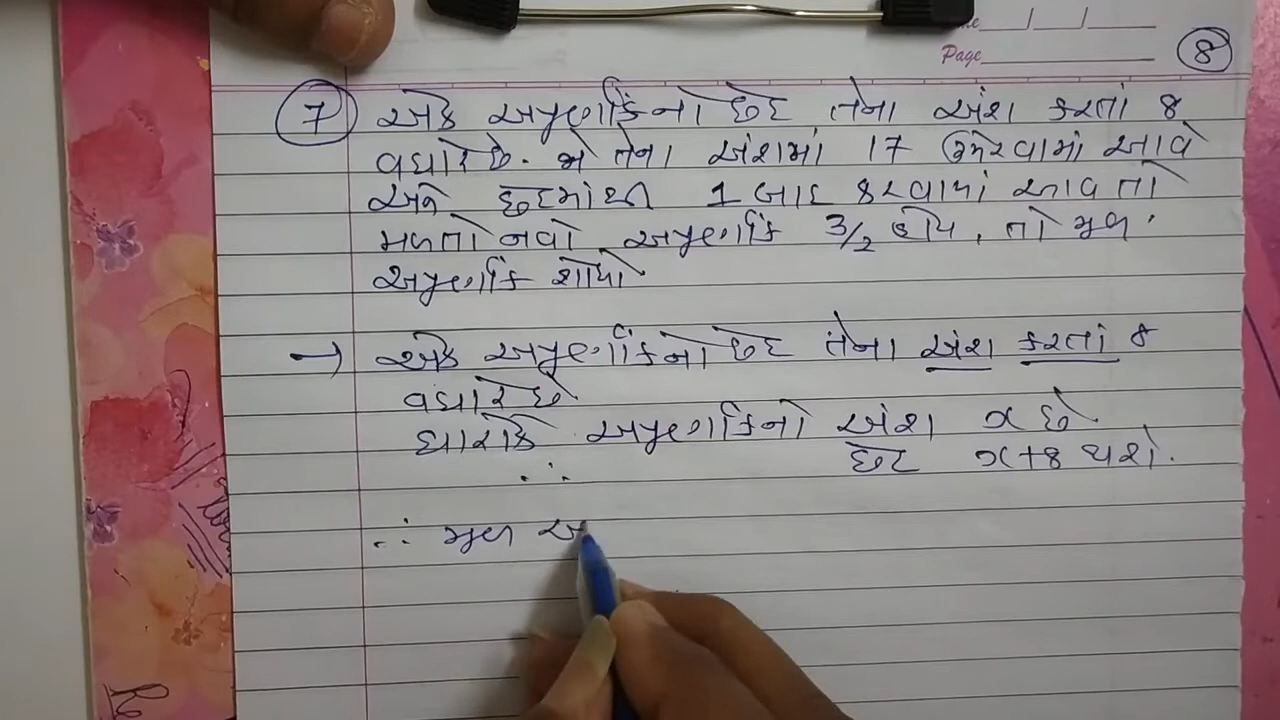 Page
8
7 એક અપૂર્ણાંકનો છેદ તેના અંશ કરતાં 8
વધારે છે. જો તેના અંશમાં 17 ઉમેરવામાં આવે
અને છેદમાંથી 1 બાદ કરવામાં આવે તો
મળતો નવો અપૂર્ણાંક 3/2 હોય, તો મૂળ
અપૂર્ણાંક શોધો.
→ એક અપૂર્ણાંકનો છેદ તેના અંશ કરતાં 8
વધારે છે.
ધારોકે અપૂર્ણાંકનો અંશ x છે.
∴ છેદ x+8 થશે.
∴ મૂળ અ